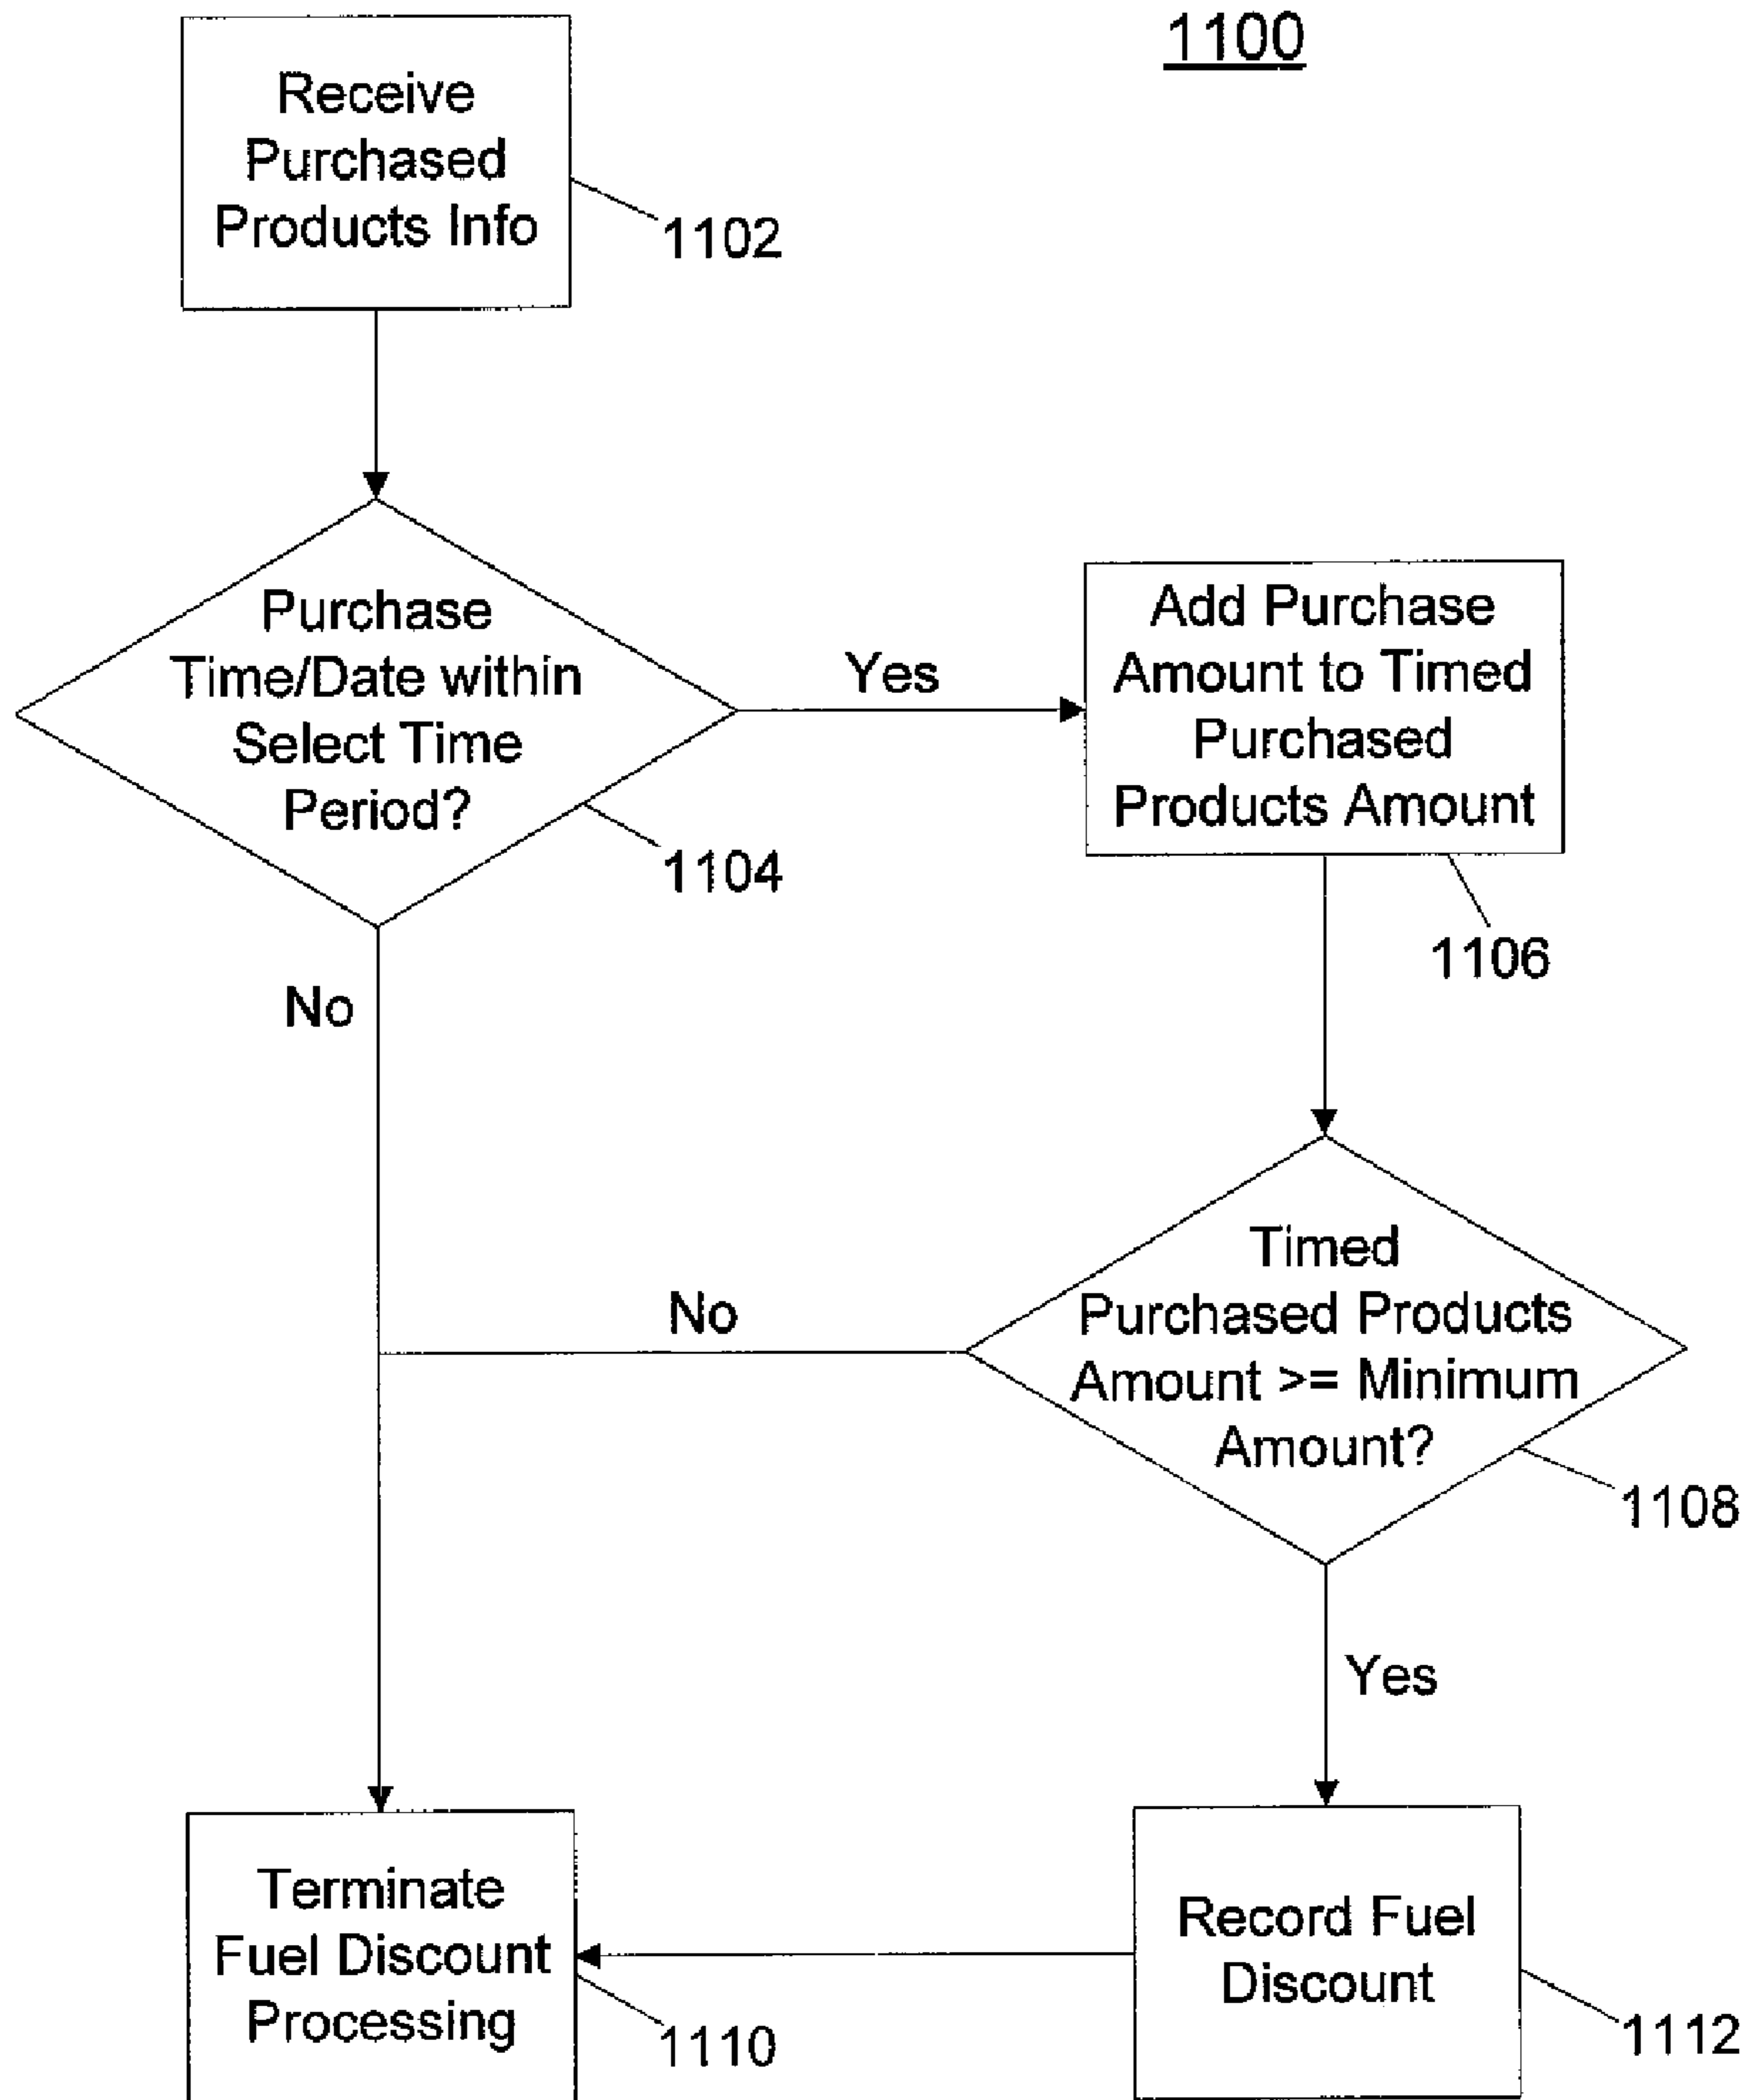 1100
Receive
Purchased
Products Info
1102
Purchase
Time/Date within
Select Time
Period?
1104
Yes
Add Purchase
Amount to Timed
Purchased
Products Amount
1106
No
Timed
Purchased Products
Amount >= Minimum
Amount?
1108
No
Yes
Terminate
Fuel Discount
Processing
1110
Record Fuel
Discount
1112